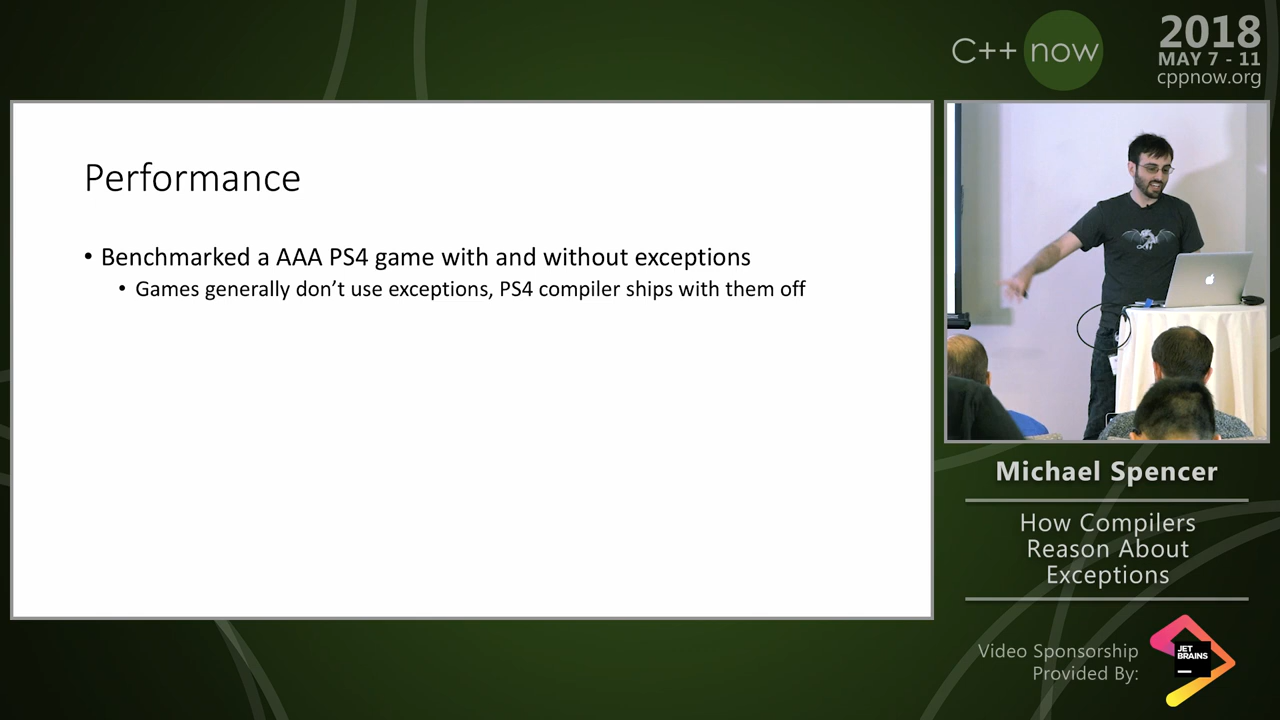 C++ now
2018
MAY 7 - 11
cppnow.org
Performance
• Benchmarked a AAA PS4 game with and without exceptions
• Games generally don’t use exceptions, PS4 compiler ships with them off
Michael Spencer
How Compilers
Reason About
Exceptions
Video Sponsorship
Provided By:
JET
BRAINS